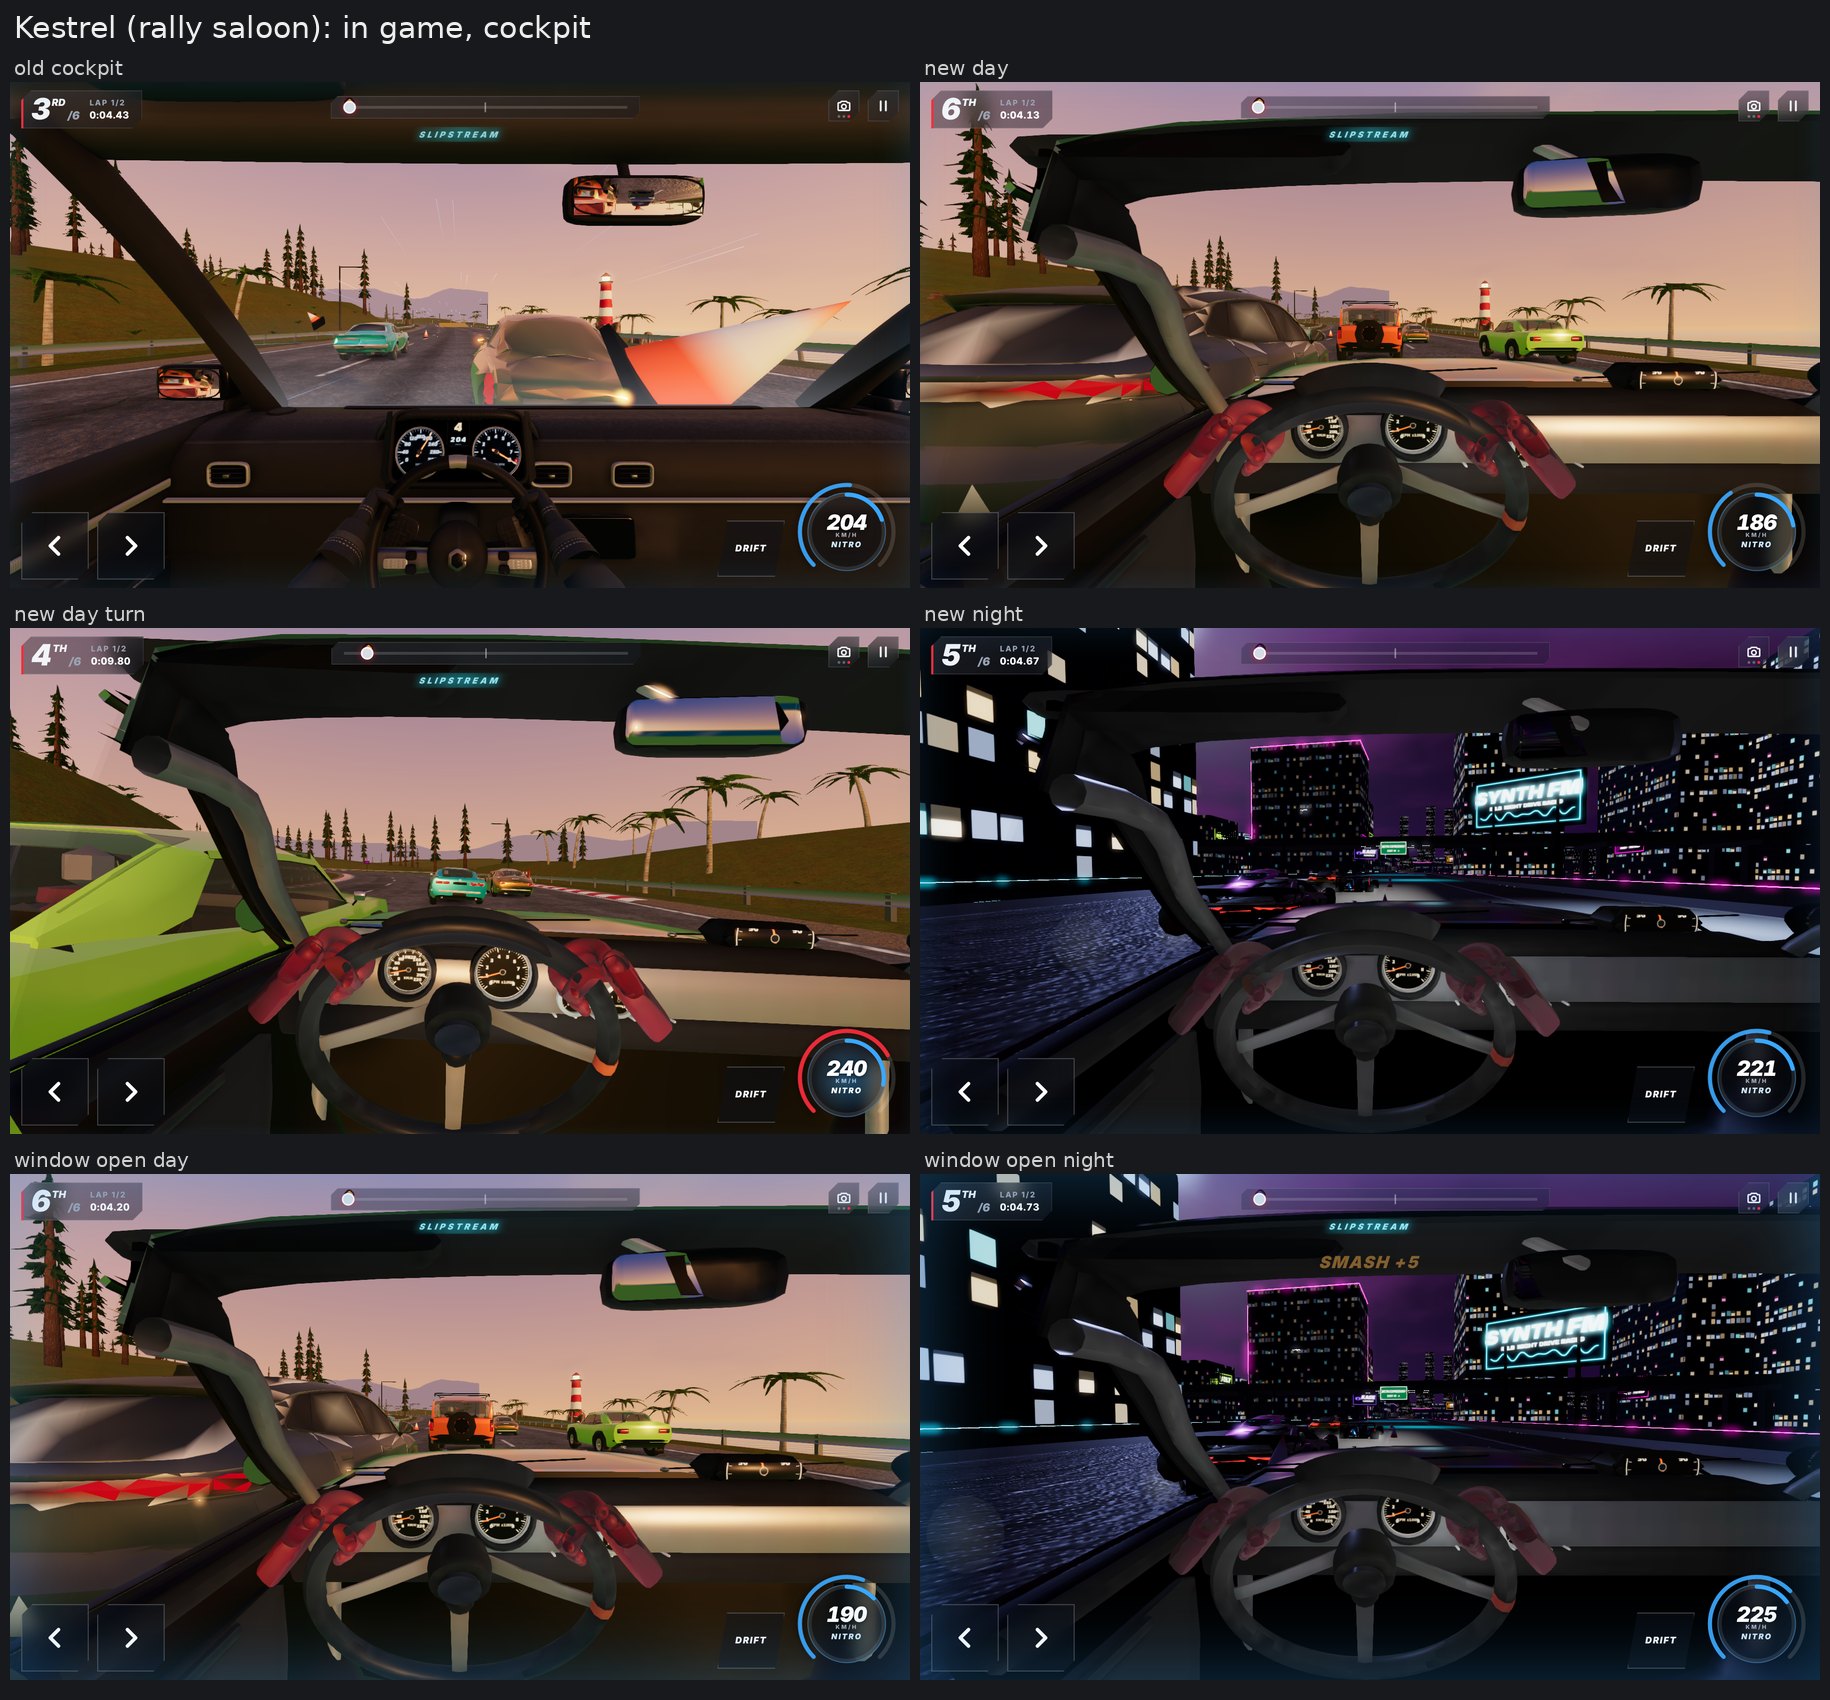 Kestrel (rally saloon): in game, cockpit
old cockpit
3RD /6 LAP 1/2 0:04.43
SLIPSTREAM
4
204
DRIFT
204 KM/H NITRO
new day
6TH /6 LAP 1/2 0:04.13
SLIPSTREAM
DRIFT
186 KM/H NITRO
new day turn
4TH /6 LAP 1/2 0:09.80
SLIPSTREAM
DRIFT
240 KM/H NITRO
new night
5TH /6 LAP 1/2 0:04.67
SYNTH FM
DRIFT
221 KM/H NITRO
window open day
6TH /6 LAP 1/2 0:04.20
SLIPSTREAM
DRIFT
190 KM/H NITRO
window open night
5TH /6 LAP 1/2 0:04.73
SLIPSTREAM
SMASH +5
SYNTH FM
DRIFT
225 KM/H NITRO